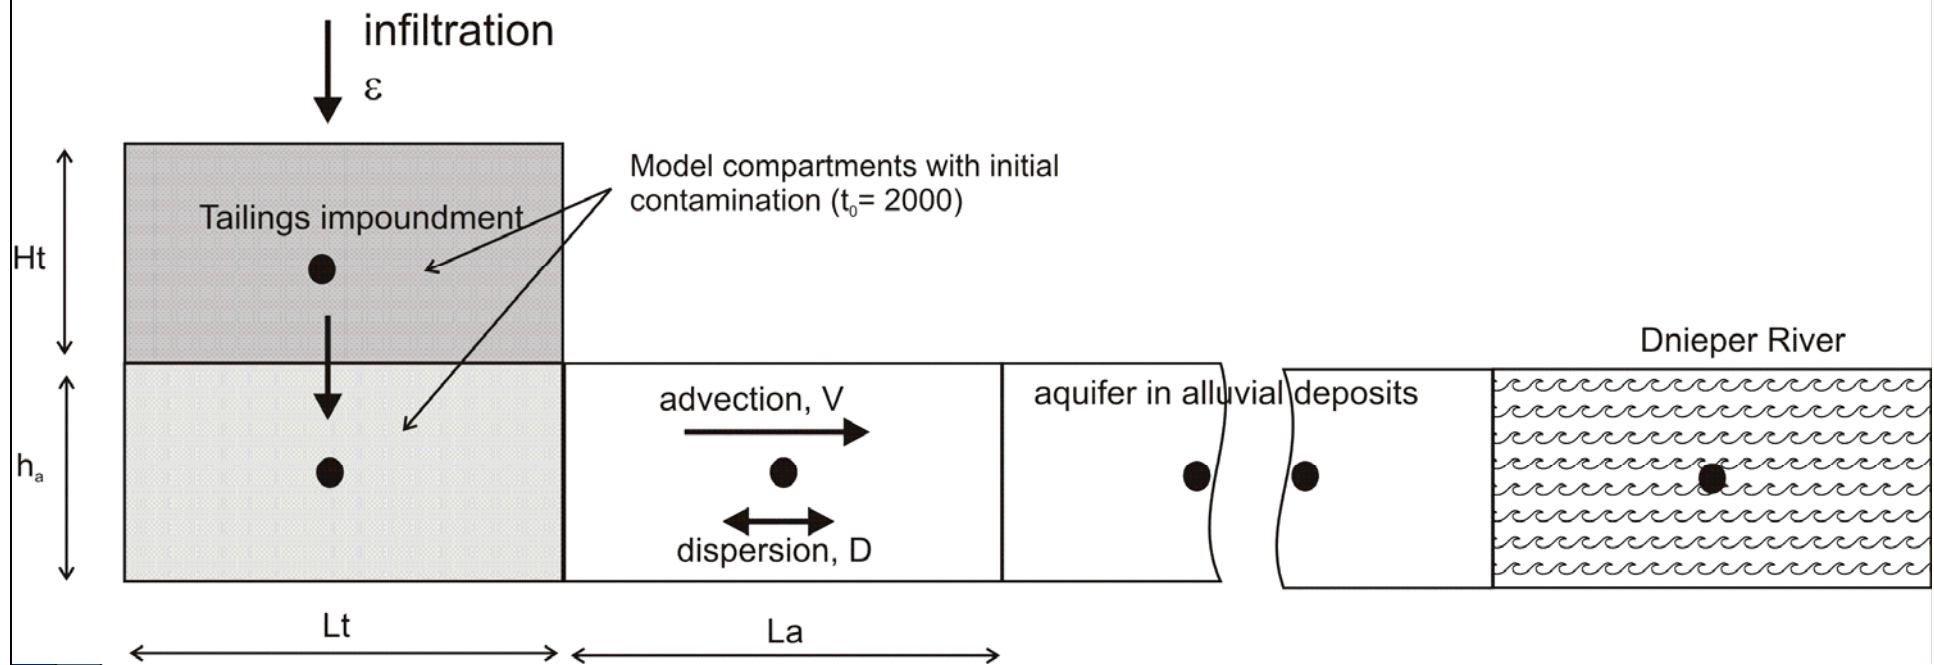 infiltration
ε
Model compartments with initial
contamination (t₀= 2000)
Tailings impoundment
Ht
Dnieper River
advection, V
aquifer in alluvial deposits
hₐ
dispersion, D
Lt
La